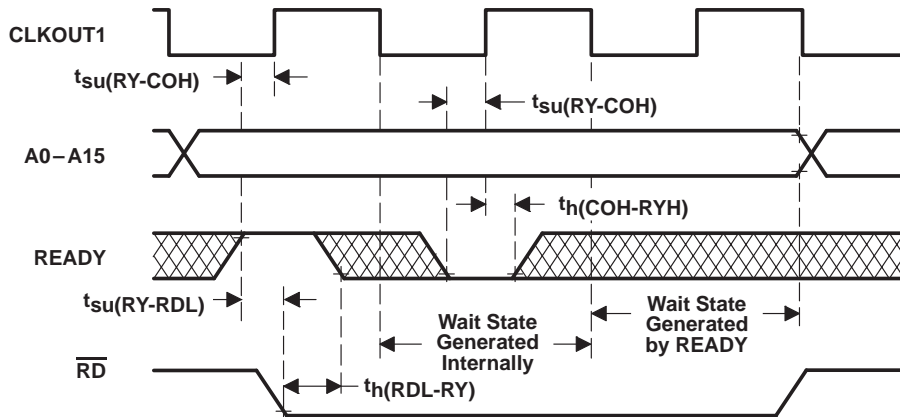 CLKOUT1
tsu(RY-COH)
tsu(RY-COH)
A0–A15
th(COH-RYH)
READY
tsu(RY-RDL)
Wait State
Generated
Internally
Wait State
Generated
by READY
RD
th(RDL-RY)